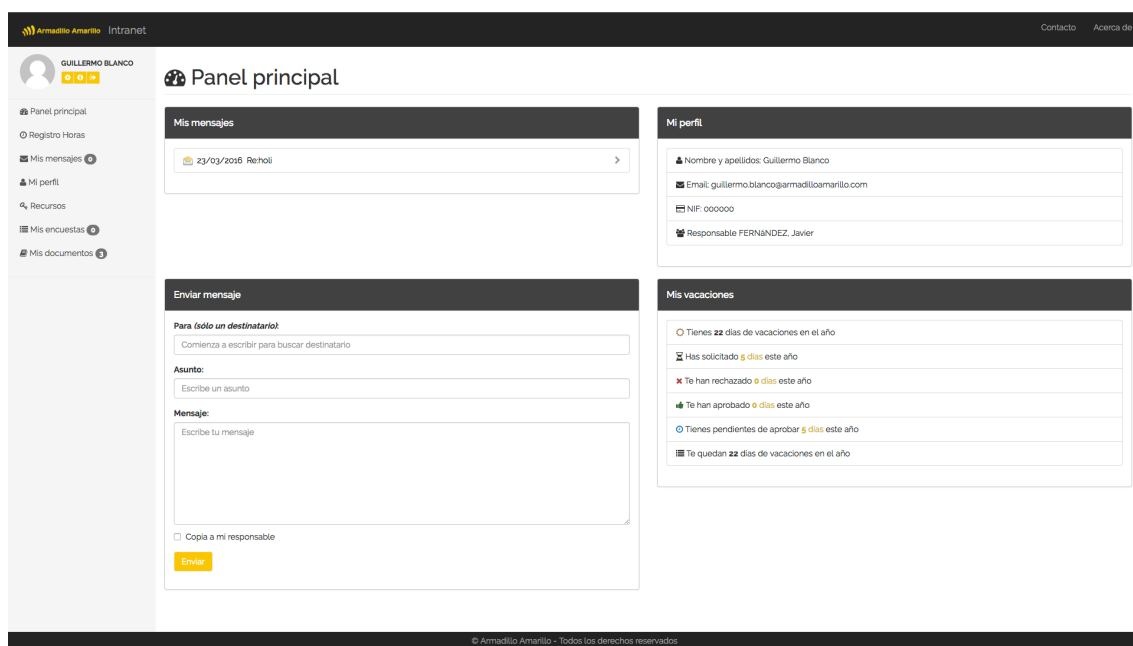 Armadillo Amarillo Intranet
Contacto Acerca de
GUILLERMO BLANCO
Panel principal
Registro Horas
Mis mensajes 0
Mi perfil
Recursos
Mis encuestas 0
Mis documentos 3
Panel principal
Mis mensajes
23/03/2016 Re:holi
Mi perfil
Nombre y apellidos: Guillermo Blanco
Email: guillermo.blanco@armadilloamarillo.com
NIF: 000000
Responsable FERNàNDEZ, Javier
Enviar mensaje
Para (sólo un destinatario):
Comienza a escribir para buscar destinatario
Asunto:
Escribe un asunto
Mensaje:
Escribe tu mensaje
Copia a mi responsable
Enviar
Mis vacaciones
Tienes 22 días de vacaciones en el año
Has solicitado 5 días este año
Te han rechazado 0 días este año
Te han aprobado 0 días este año
Tienes pendientes de aprobar 5 días este año
Te quedan 22 días de vacaciones en el año
© Armadillo Amarillo - Todos los derechos reservados